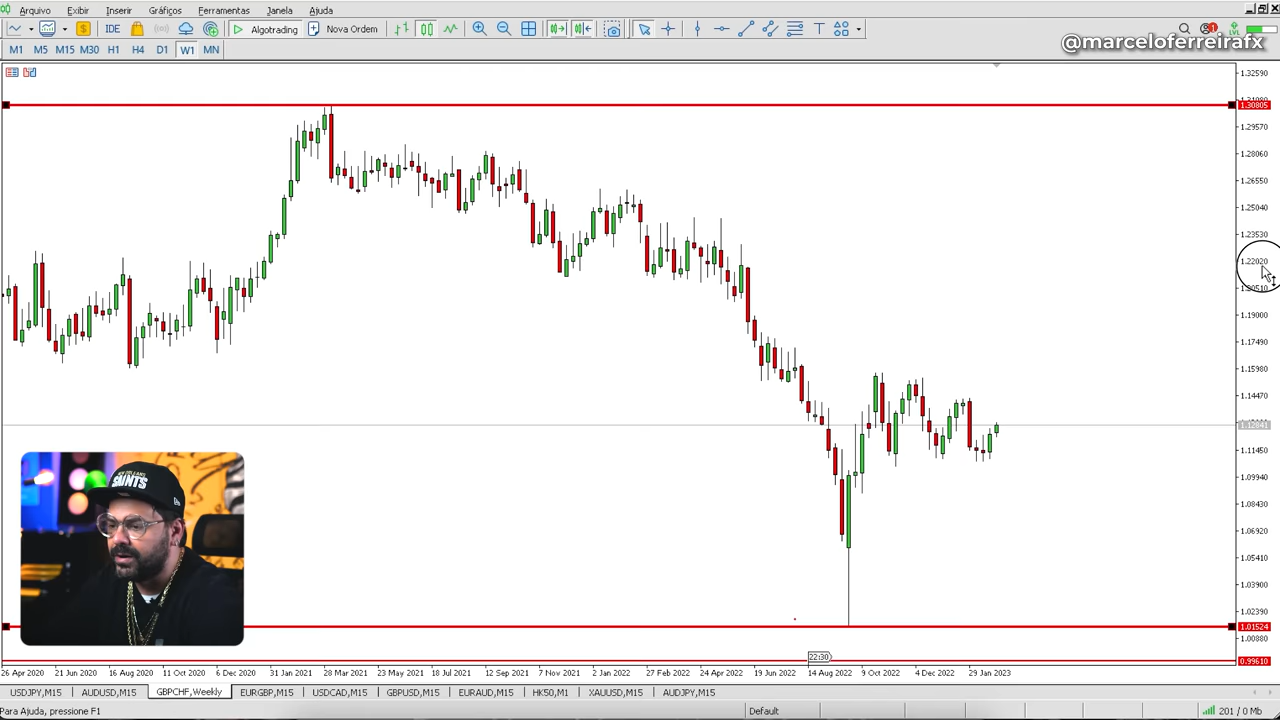 Arquivo Exibir Inserir Gráficos Ferramentas Janela Ajuda
Algotrading Nova Ordem
@marceloferreirafx
M1 M5 M15 M30 H1 H4 D1 W1 MN
1.32590
1.30805
1.29570
1.28060
1.26550
1.25040
1.23530
1.22020
1.19000
1.17490
1.15980
1.14470
1.11450
1.09940
1.08430
1.06920
1.05410
1.03900
1.02390
1.01524
1.00880
0.99610
NEW ORLEANS
SAINTS
22:30
26 Apr 2020 21 Jun 2020 16 Aug 2020 11 Oct 2020 6 Dec 2020 31 Jan 2021 28 Mar 2021 23 May 2021 18 Jul 2021 12 Sep 2021 7 Nov 2021 2 Jan 2022 27 Feb 2022 24 Apr 2022 19 Jun 2022 14 Aug 2022 9 Oct 2022 4 Dec 2022 29 Jan 2023
USDJPY,M15 AUDUSD,M15 GBPCHF,Weekly EURGBP,M15 USDCAD,M15 GBPUSD,M15 EURAUD,M15 HK50,M1 XAUUSD,M15 AUDJPY,M15
Para Ajuda, pressione F1 Default 201 / 0 Mb